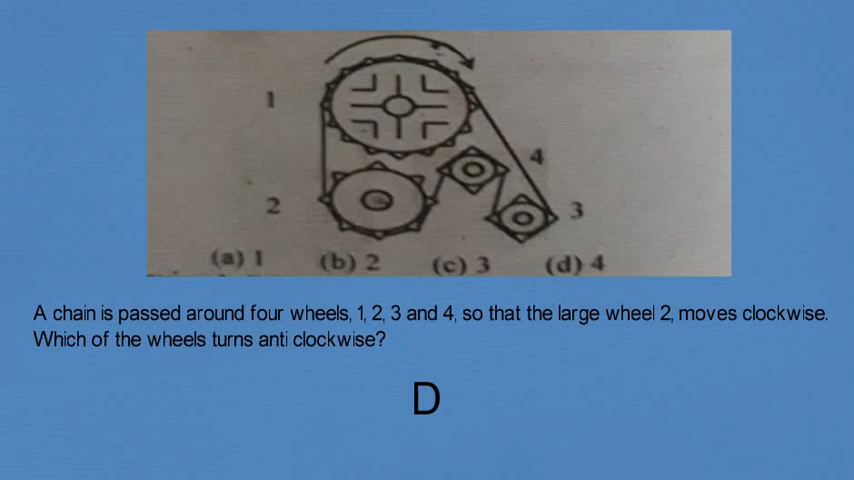 1
4
2
3
(a) 1 (b) 2 (c) 3 (d) 4
A chain is passed around four wheels, 1, 2, 3 and 4, so that the large wheel 2, moves clockwise.
Which of the wheels turns anti clockwise?
D